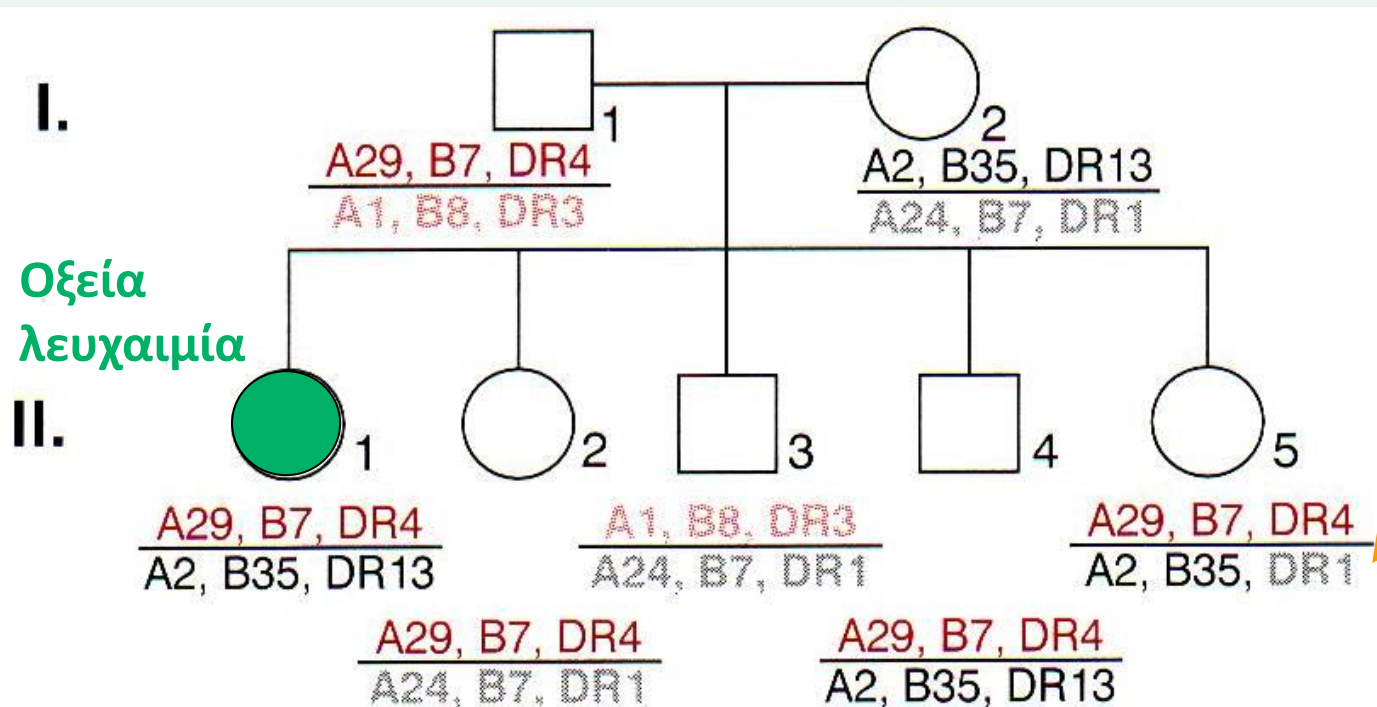 I.
1
2
A29, B7, DR4
A1, B8, DR3
A2, B35, DR13
A24, B7, DR1
Οξεία
λευχαιμία
II.
1
2
3
4
5
A29, B7, DR4
A2, B35, DR13
A29, B7, DR4
A24, B7, DR1
A1, B8, DR3
A24, B7, DR1
A29, B7, DR4
A2, B35, DR13
A29, B7, DR4
A2, B35, DR1